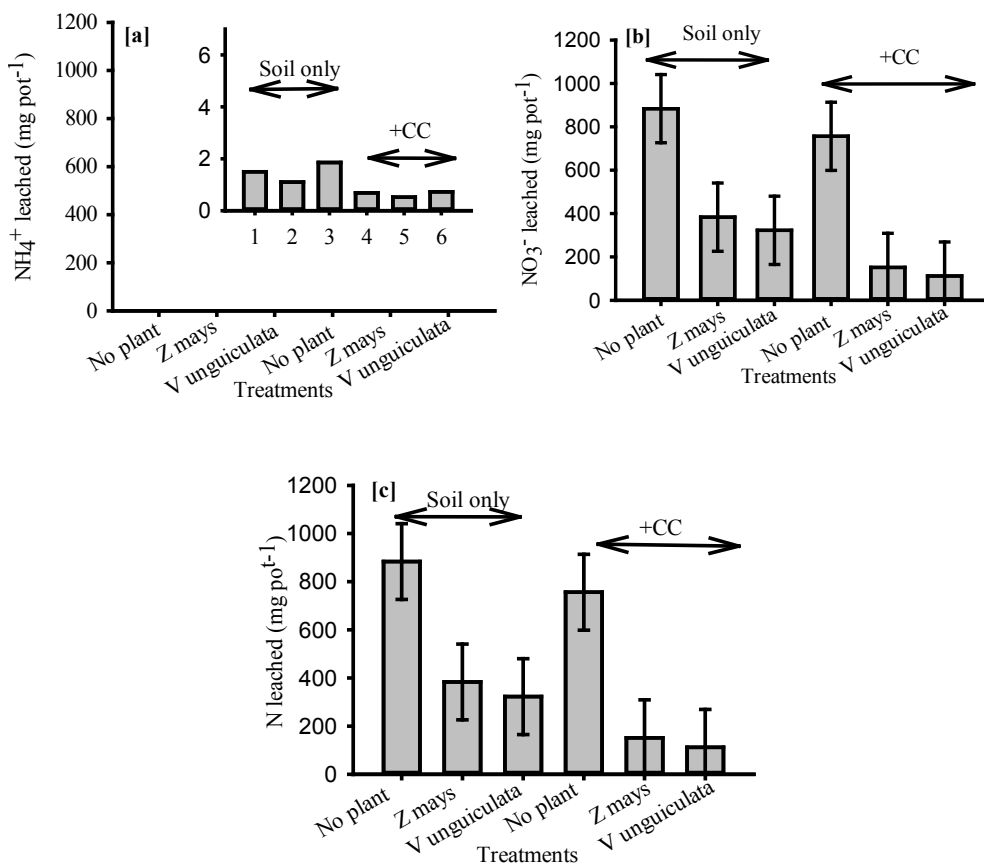 [a]
NH4+ leached (mg pot-1)
1200
1000
800
600
400
200
0
6
4
2
0
Soil only
+CC
1 2 3 4 5 6
No plant
Z mays
V unguiculata
No plant
Z mays
V unguiculata
Treatments
[b]
NO3- leached (mg pot-1)
1200
1000
800
600
400
200
0
Soil only
+CC
No plant
Z mays
V unguiculata
No plant
Z mays
V unguiculata
Treatments
[c]
N leached (mg pot-1)
1200
1000
800
600
400
200
0
Soil only
+CC
No plant
Z mays
V unguiculata
No plant
Z mays
V unguiculata
Treatments